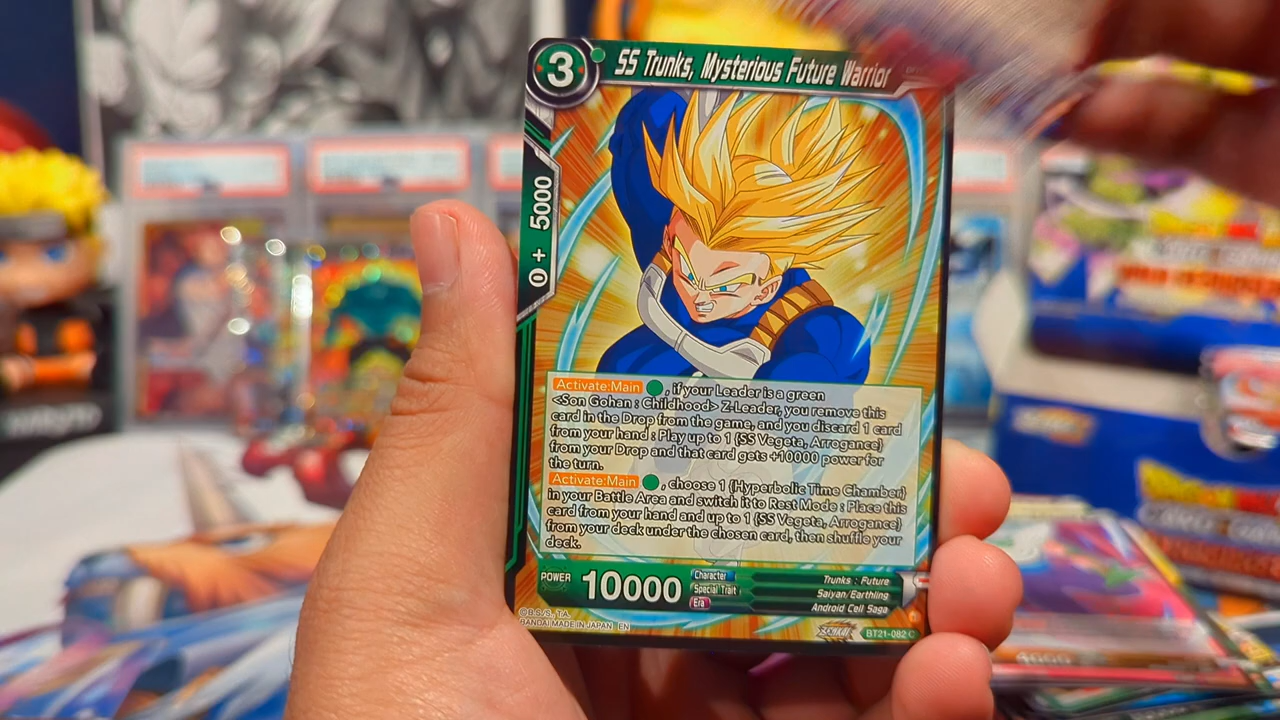 3
SS Trunks, Mysterious Future Warrior
0 + 5000
Activate:Main , if your Leader is a green
<Son Gohan : Childhood> Z-Leader, you remove this
card in the Drop from the game, and you discard 1 card
from your hand : Play up to 1 {SS Vegeta, Arrogance}
from your Drop and that card gets +10000 power for
the turn.
Activate:Main , choose 1 {Hyperbolic Time Chamber}
in your Battle Area and switch it to Rest Mode : Place this
card from your hand and up to 1 {SS Vegeta, Arrogance}
from your deck under the chosen card, then shuffle your
deck.
POWER 10000
Character Trunks : Future
Special Trait Saiyan/Earthling
Era Android Cell Saga
©B.S./S., T.A.
BANDAI MADE IN JAPAN EN
BT21-082 C